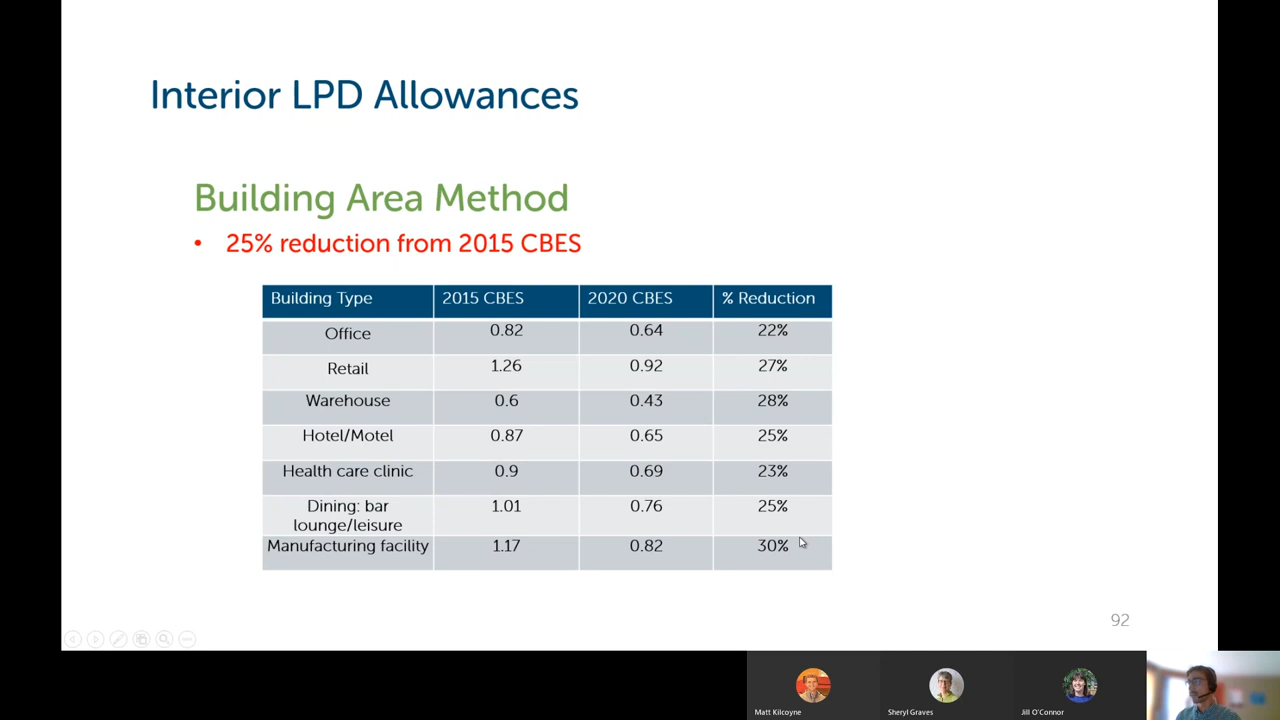 Interior LPD Allowances
Building Area Method
• 25% reduction from 2015 CBES
Building Type 2015 CBES 2020 CBES % Reduction
Office 0.82 0.64 22%
Retail 1.26 0.92 27%
Warehouse 0.6 0.43 28%
Hotel/Motel 0.87 0.65 25%
Health care clinic 0.9 0.69 23%
Dining: bar 1.01 0.76 25%
lounge/leisure
Manufacturing facility 1.17 0.82 30%
92
Matt Kilcoyne Sheryl Graves Jill O'Connor